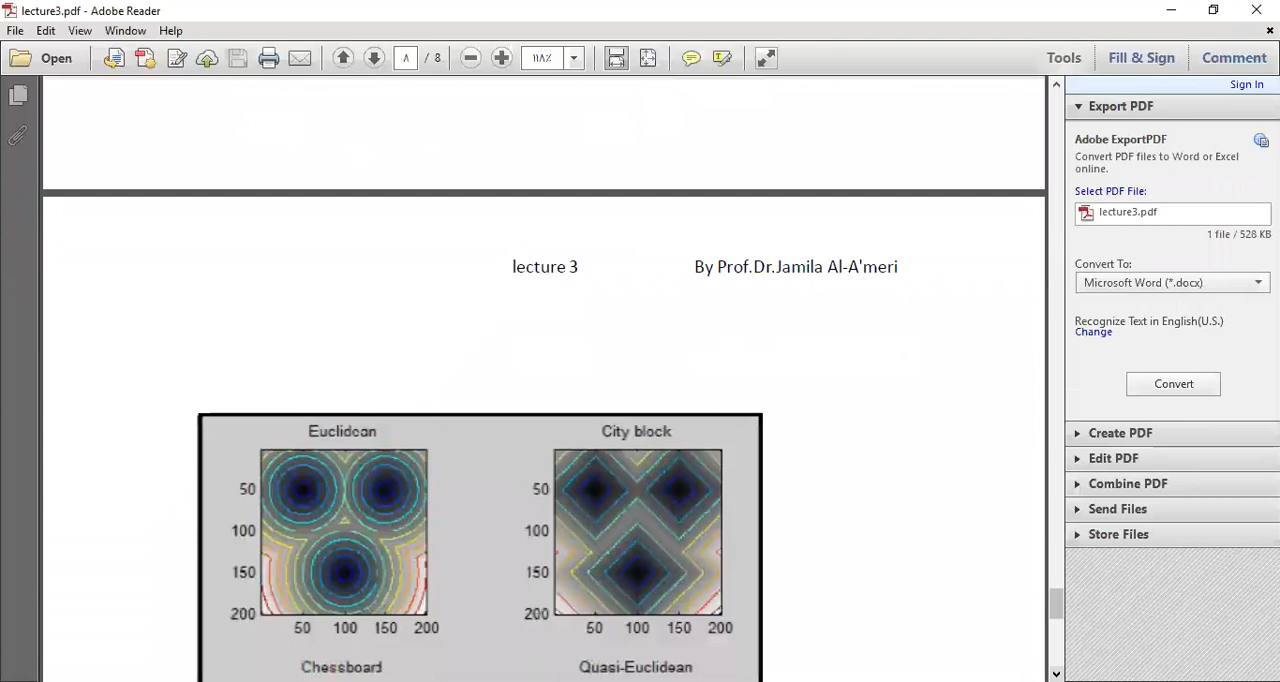 lecture3.pdf - Adobe Reader
File Edit View Window Help
Open
٨ / 8
١١٨٪
Tools Fill & Sign Comment
Sign In
Export PDF
Adobe ExportPDF
Convert PDF files to Word or Excel
online.
Select PDF File:
lecture3.pdf
1 file / 528 KB
Convert To:
Microsoft Word (*.docx)
Recognize Text in English(U.S.)
Change
Convert
Create PDF
Edit PDF
Combine PDF
Send Files
Store Files
lecture 3 By Prof.Dr.Jamila Al-A'meri
Euclidean City block
50 50
100 100
150 150
200 200
50 100 150 200 50 100 150 200
Chessboard Quasi-Euclidean